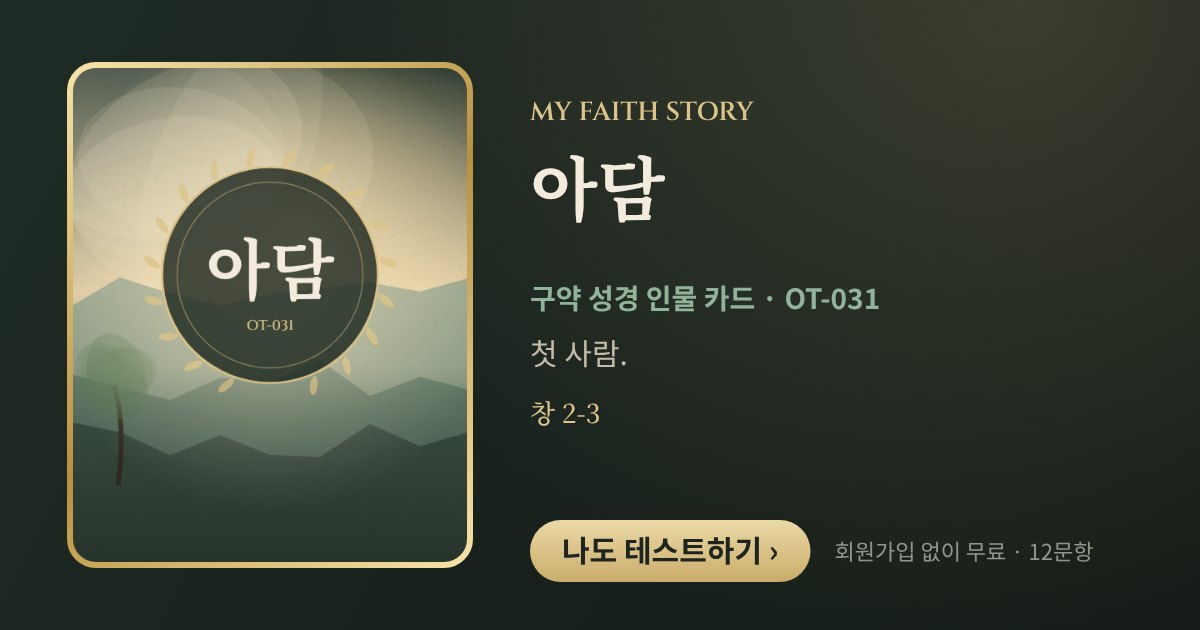 아담
OT-031
MY FAITH STORY
아담
구약 성경 인물 카드 · OT-031
첫 사람.
창 2-3
나도 테스트하기 ›
회원가입 없이 무료 · 12문항